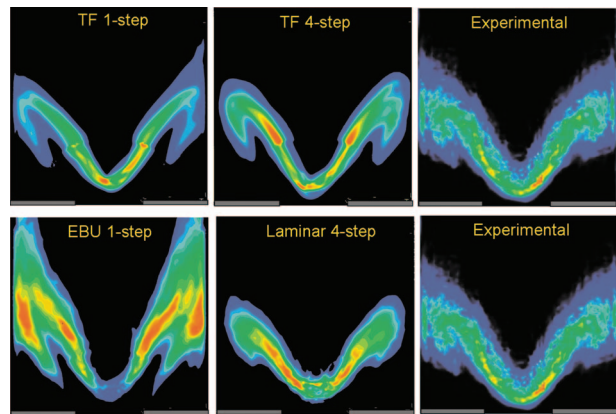 TF 1-step
TF 4-step
Experimental
EBU 1-step
Laminar 4-step
Experimental